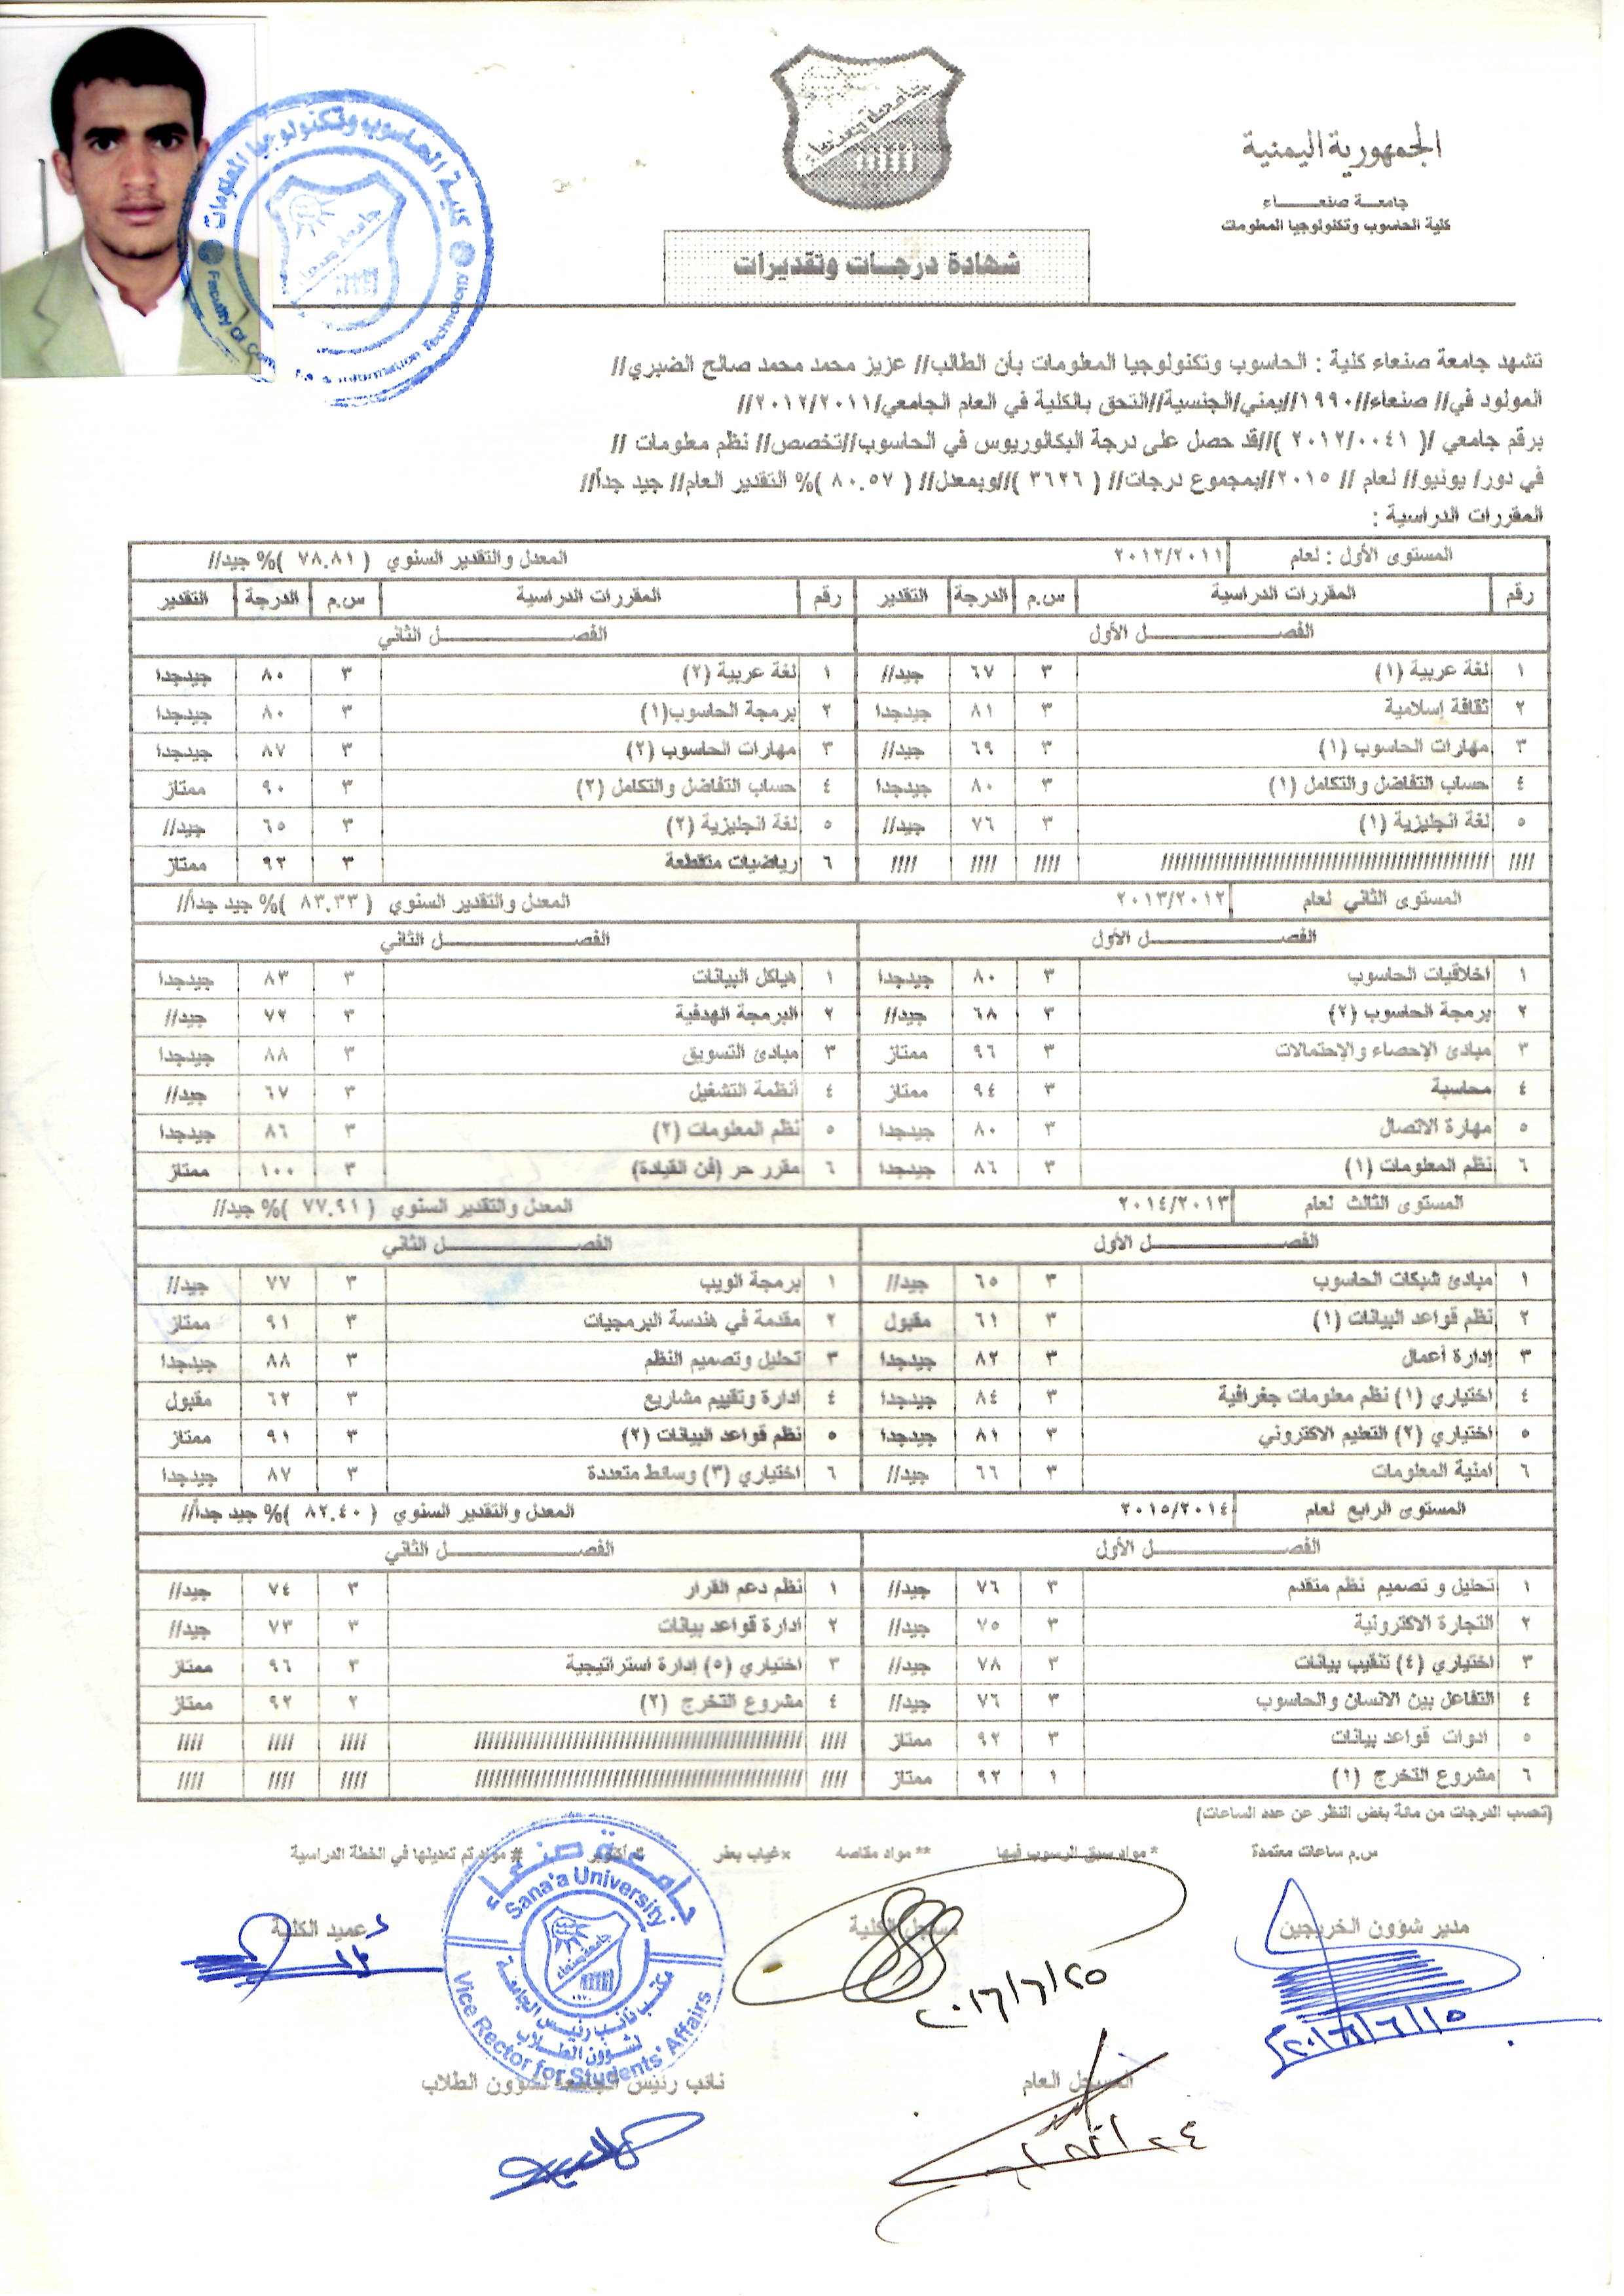 الجمهورية اليمنية
جامعـــة صنعــــــاء
كلية الحاسوب وتكنولوجيا المعلومات
جامعة صنعاء
كلية الحاسوب وتكنولوجيا المعلومات
شهادة درجات وتقديرات
تشهد جامعة صنعاء كلية : الحاسوب وتكنولوجيا المعلومات بأن الطالب// عزيز محمد محمد صالح الضبري//
المولود في// صنعاء//١٩٩٠//يمني/الجنسية//التحق بالكلية في العام الجامعي/٢٠١٢/٢٠١١//
برقم جامعي /( ٢٠١٢/٠٠٤١ )//قد حصل على درجة البكالوريوس في الحاسوب//تخصص// نظم معلومات //
في دور/ يونيو// لعام // ٢٠١٥//بمجموع درجات// ( ٣٦٢٦ )//وبمعدل// ( ٨٠.٥٧ )% التقدير العام// جيد جداً//
المقررات الدراسية :
المستوى الأول : لعام ٢٠١٢/٢٠١١ المعدل والتقدير السنوي ( ٧٨.٨١ )% جيد//
رقم المقررات الدراسية س.م الدرجة التقدير رقم المقررات الدراسية س.م الدرجة التقدير
الفصـــــــــل الأول الفصـــــــــل الثاني
١ لغة عربية (١) ٣ ٦٧ جيد// ١ لغة عربية (٢) ٣ ٨٠ جيدجدا
٢ ثقافة إسلامية ٣ ٨١ جيدجدا ٢ برمجة الحاسوب(١) ٣ ٨٠ جيدجدا
٣ مهارات الحاسوب (١) ٣ ٦٩ جيد// ٣ مهارات الحاسوب (٢) ٣ ٨٧ جيدجدا
٤ حساب التفاضل والتكامل (١) ٣ ٨٠ جيدجدا ٤ حساب التفاضل والتكامل (٢) ٣ ٩٠ ممتاز
٥ لغة انجليزية (١) ٣ ٧٦ جيد// ٥ لغة انجليزية (٢) ٣ ٦٥ جيد//
//// //////////////////////////////////////// //// //// //// ٦ رياضيات متقطعة ٣ ٩٢ ممتاز
المستوى الثاني لعام ٢٠١٣/٢٠١٢ المعدل والتقدير السنوي ( ٨٣.٣٣ )% جيد جداً//
الفصـــــــــل الأول الفصـــــــــل الثاني
١ اخلاقيات الحاسوب ٣ ٨٠ جيدجدا ١ هياكل البيانات ٣ ٨٣ جيدجدا
٢ برمجة الحاسوب (٢) ٣ ٦٨ جيد// ٢ البرمجة الهدفية ٣ ٧٢ جيد//
٣ مبادئ الإحصاء والإحتمالات ٣ ٩٦ ممتاز ٣ مبادئ التسويق ٣ ٨٨ جيدجدا
٤ محاسبة ٣ ٩٤ ممتاز ٤ أنظمة التشغيل ٣ ٦٧ جيد//
٥ مهارة الاتصال ٣ ٨٠ جيدجدا ٥ نظم المعلومات (٢) ٣ ٨٦ جيدجدا
٦ نظم المعلومات (١) ٣ ٨٦ جيدجدا ٦ مقرر حر (فن القيادة) ٣ ١٠٠ ممتاز
المستوى الثالث لعام ٢٠١٤/٢٠١٣ المعدل والتقدير السنوي ( ٧٧.٩١ )% جيد//
الفصـــــــــل الأول الفصـــــــــل الثاني
١ مبادئ شبكات الحاسوب ٣ ٦٥ جيد// ١ برمجة الويب ٣ ٧٧ جيد//
٢ نظم قواعد البيانات (١) ٣ ٦١ مقبول ٢ مقدمة في هندسة البرمجيات ٣ ٩١ ممتاز
٣ إدارة أعمال ٣ ٨٢ جيدجدا ٣ تحليل وتصميم النظم ٣ ٨٨ جيدجدا
٤ اختياري (١) نظم معلومات جغرافية ٣ ٨٤ جيدجدا ٤ ادارة وتقييم مشاريع ٣ ٦٢ مقبول
٥ اختياري (٢) التعليم الاكتروني ٣ ٨١ جيدجدا ٥ نظم قواعد البيانات (٢) ٣ ٩١ ممتاز
٦ امنية المعلومات ٣ ٦٦ جيد// ٦ اختياري (٣) وسائط متعددة ٣ ٨٧ جيدجدا
المستوى الرابع لعام ٢٠١٥/٢٠١٤ المعدل والتقدير السنوي ( ٨٢.٤٠ )% جيد جداً//
الفصـــــــــل الأول الفصـــــــــل الثاني
١ تحليل و تصميم نظم متقدم ٣ ٧٦ جيد// ١ نظم دعم القرار ٣ ٧٤ جيد//
٢ التجارة الاكترونية ٣ ٧٥ جيد// ٢ ادارة قواعد بيانات ٣ ٧٣ جيد//
٣ اختياري (٤) تنقيب بيانات ٣ ٧٨ جيد// ٣ اختياري (٥) إدارة استراتيجية ٣ ٩٦ ممتاز
٤ التفاعل بين الانسان والحاسوب ٣ ٧٦ جيد// ٤ مشروع التخرج (٢) ٢ ٩٢ ممتاز
٥ ادوات قواعد بيانات ٣ ٩٢ ممتاز //// //////////////////////////////////////// //// //// ////
٦ مشروع التخرج (١) ١ ٩٢ ممتاز //// //////////////////////////////////////// //// //// ////
(تحسب الدرجات من مائة بغض النظر عن عدد الساعات)
س.م ساعات معتمدة * مواد سبق الرسوب فيها ** مواد مقاصه ×غياب بعذر أكتوبر # مواد تم تعديلها في الخطة الدراسية
مدير شؤون الخريجين مسجل الكلية عميد الكلية
٢٠١٦/٦/٢٥
جامعة صنعاء
Sana'a University
مكتب نائب رئيس الجامعة
لشؤون الطلاب
Vice Rector for Students' Affairs
المسجل العام نائب رئيس الجامعة لشؤون الطلاب